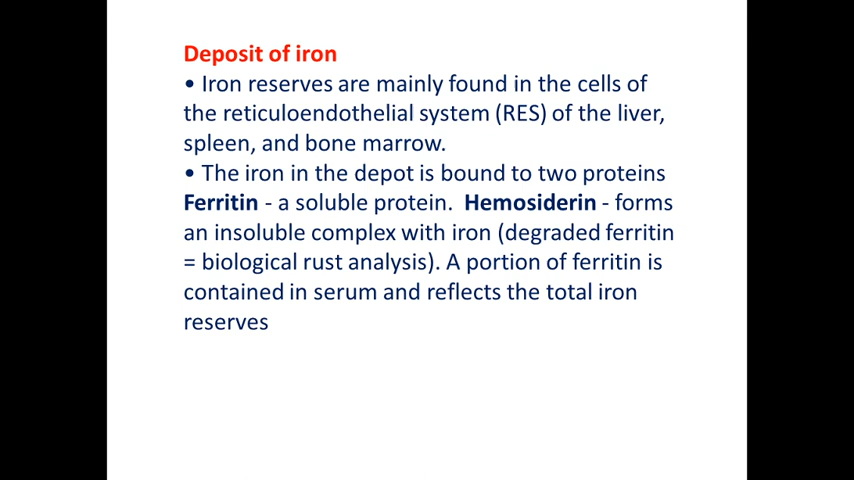 Deposit of iron
• Iron reserves are mainly found in the cells of
the reticuloendothelial system (RES) of the liver,
spleen, and bone marrow.
• The iron in the depot is bound to two proteins
Ferritin - a soluble protein.  Hemosiderin - forms
an insoluble complex with iron (degraded ferritin
= biological rust analysis). A portion of ferritin is
contained in serum and reflects the total iron
reserves